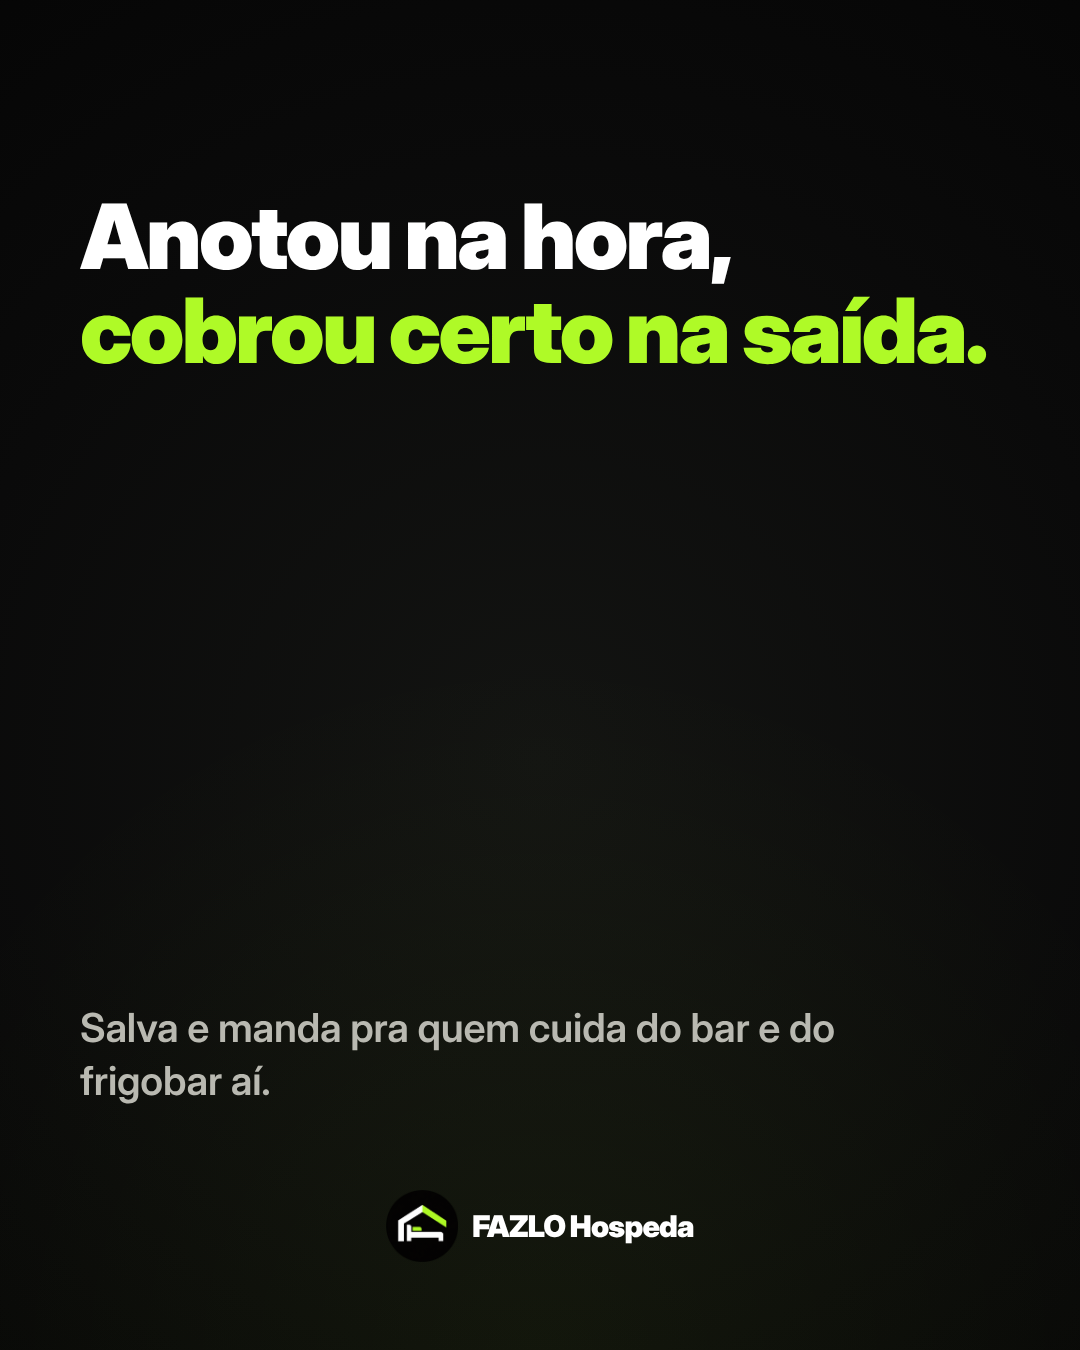 Anotou na hora,
cobrou certo na saída.
Salva e manda pra quem cuida do bar e do
frigobar aí.
FAZLO Hospeda